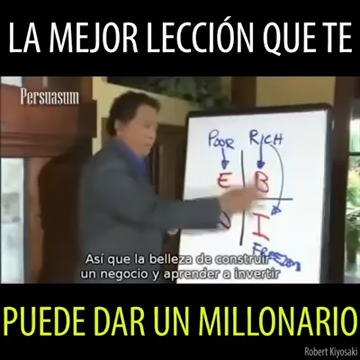 LA MEJOR LECCIÓN QUE TE
Persuasum
POOR RICH
E B
I
FREEDOM
Así que la belleza de construir
un negocio y aprender a invertir
PUEDE DAR UN MILLONARIO
Robert Kiyosaki